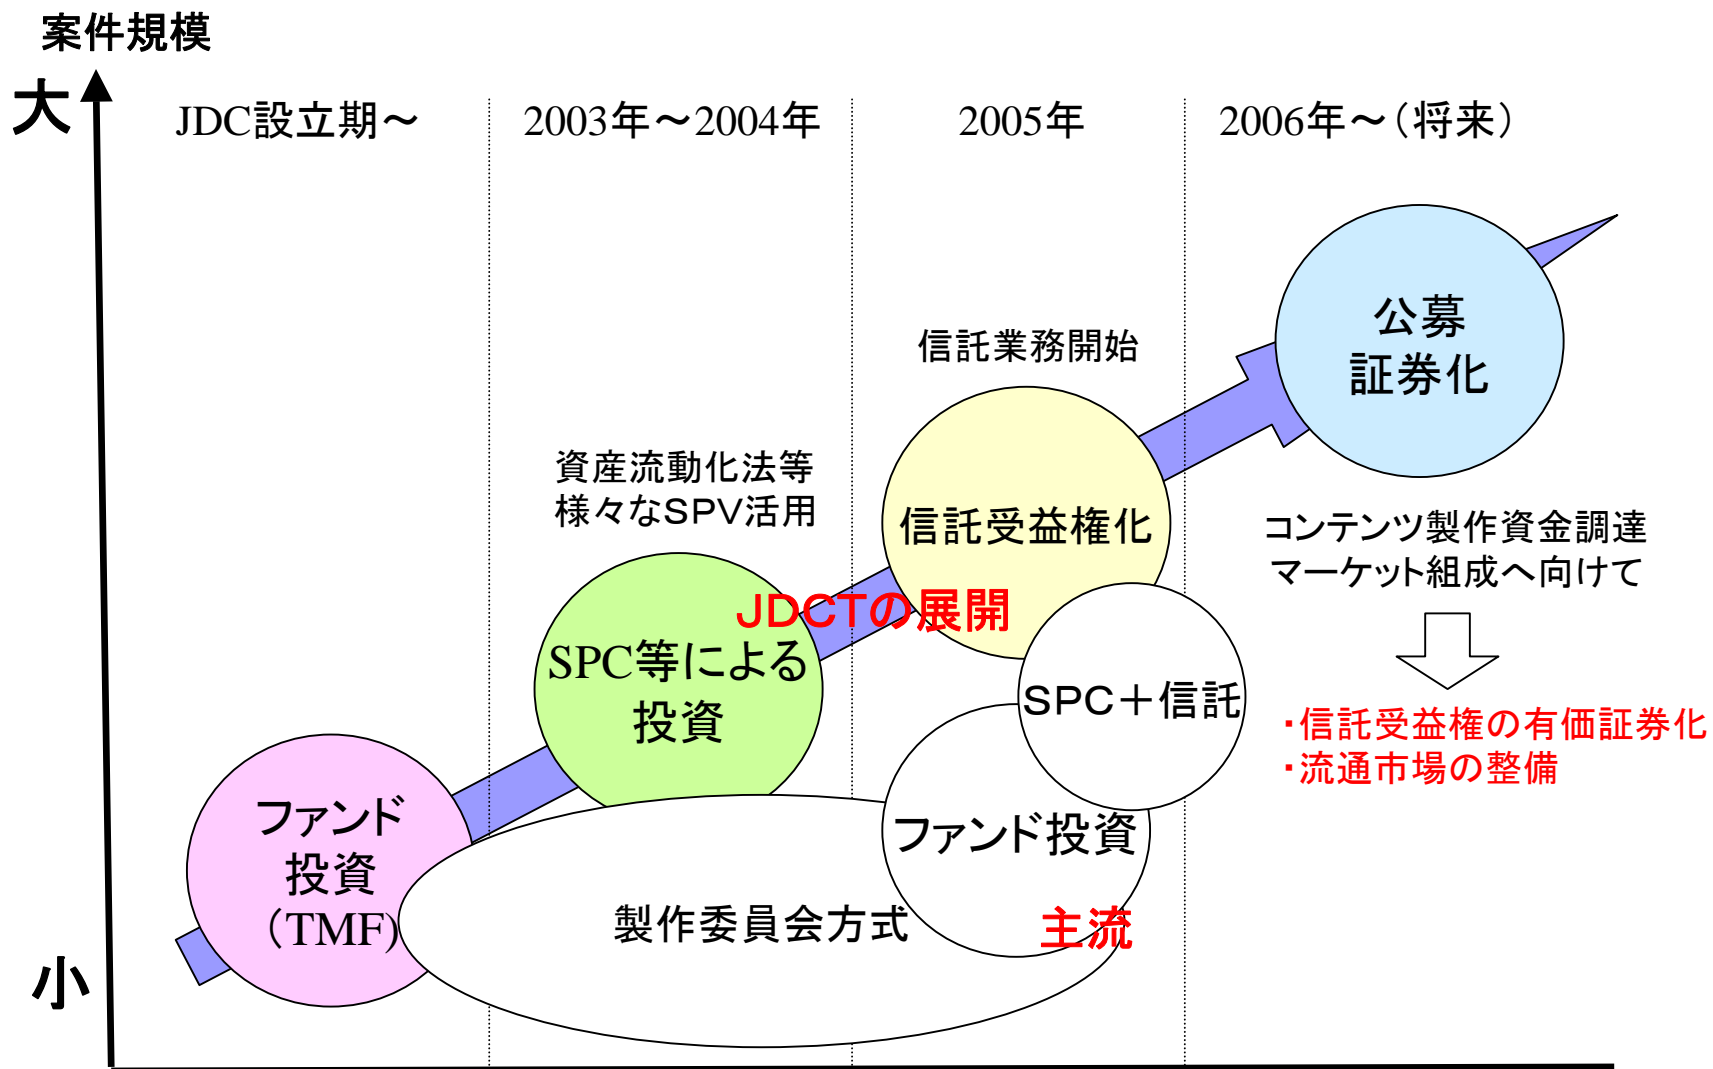 案件規模
大
JDC設立期～
2003年～2004年
2005年
2006年～（将来）
公募
証券化
信託業務開始
資産流動化法等
様々なSPV活用
信託受益権化
コンテンツ製作資金調達
マーケット組成へ向けて
JDCTの展開
SPC等による
投資
SPC＋信託
・信託受益権の有価証券化
・流通市場の整備
ファンド
投資
（TMF)
ファンド投資
製作委員会方式
主流
小